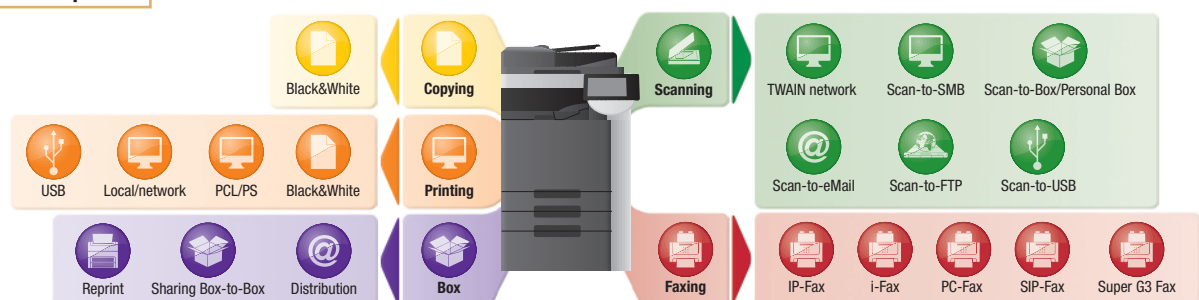 Black&White
Copying
Scanning
TWAIN network
Scan-to-SMB
Scan-to-Box/Personal Box
USB
Local/network
PCL/PS
Black&White
Printing
Scan-to-eMail
Scan-to-FTP
Scan-to-USB
Reprint
Sharing Box-to-Box
Distribution
Box
Faxing
IP-Fax
i-Fax
PC-Fax
SIP-Fax
Super G3 Fax